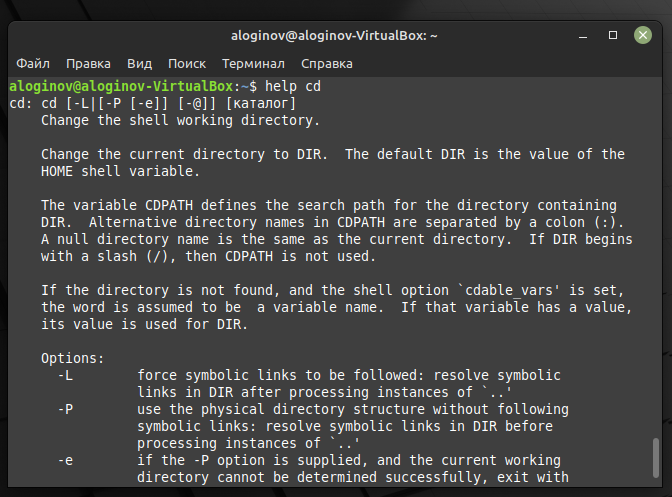 aloginov@aloginov-VirtualBox: ~
Файл Правка Вид Поиск Терминал Справка
aloginov@aloginov-VirtualBox:~$ help cd
cd: cd [-L|[-P [-e]] [-@]] [каталог]
Change the shell working directory.
Change the current directory to DIR.  The default DIR is the value of the
HOME shell variable.
The variable CDPATH defines the search path for the directory containing
DIR.  Alternative directory names in CDPATH are separated by a colon (:).
A null directory name is the same as the current directory.  If DIR begins
with a slash (/), then CDPATH is not used.
If the directory is not found, and the shell option `cdable_vars' is set,
the word is assumed to be  a variable name.  If that variable has a value,
its value is used for DIR.
Options:
-L        force symbolic links to be followed: resolve symbolic
links in DIR after processing instances of `..'
-P        use the physical directory structure without following
symbolic links: resolve symbolic links in DIR before
processing instances of `..'
-e        if the -P option is supplied, and the current working
directory cannot be determined successfully, exit with